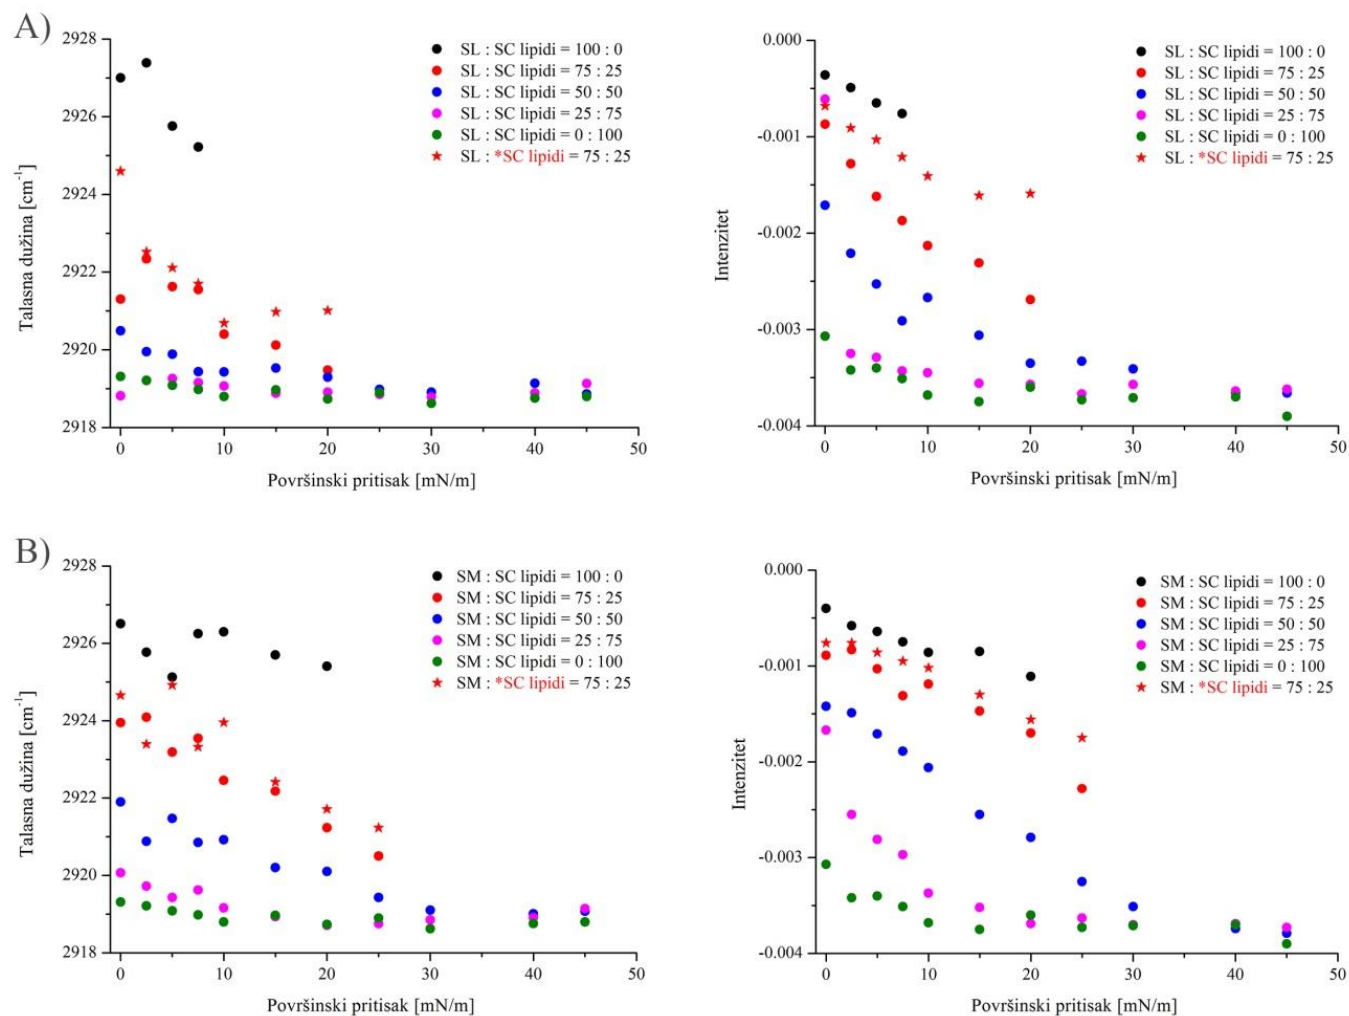 A)
2928
2926
2924
2922
2920
2918
Talasna dužina [cm⁻¹]
0 10 20 30 40 50
Površinski pritisak [mN/m]
SL : SC lipidi = 100 : 0
SL : SC lipidi = 75 : 25
SL : SC lipidi = 50 : 50
SL : SC lipidi = 25 : 75
SL : SC lipidi = 0 : 100
SL : *SC lipidi = 75 : 25
0.000
-0.001
-0.002
-0.003
-0.004
Intenzitet
0 10 20 30 40 50
Površinski pritisak [mN/m]
SL : SC lipidi = 100 : 0
SL : SC lipidi = 75 : 25
SL : SC lipidi = 50 : 50
SL : SC lipidi = 25 : 75
SL : SC lipidi = 0 : 100
SL : *SC lipidi = 75 : 25
B)
2928
2926
2924
2922
2920
2918
Talasna dužina [cm⁻¹]
0 10 20 30 40 50
Površinski pritisak [mN/m]
SM : SC lipidi = 100 : 0
SM : SC lipidi = 75 : 25
SM : SC lipidi = 50 : 50
SM : SC lipidi = 25 : 75
SM : SC lipidi = 0 : 100
SM : *SC lipidi = 75 : 25
0.000
-0.001
-0.002
-0.003
-0.004
Intenzitet
0 10 20 30 40 50
Površinski pritisak [mN/m]
SM : SC lipidi = 100 : 0
SM : SC lipidi = 75 : 25
SM : SC lipidi = 50 : 50
SM : SC lipidi = 25 : 75
SM : SC lipidi = 0 : 100
SM : *SC lipidi = 75 : 25